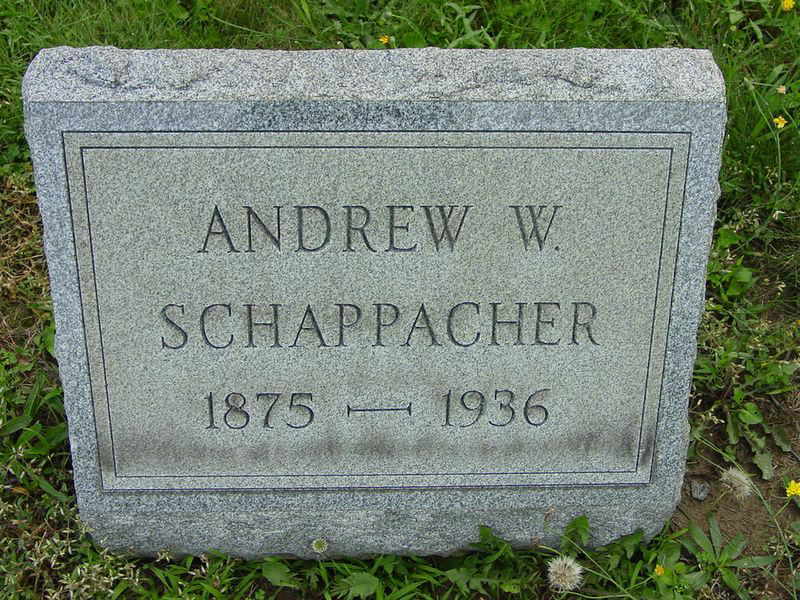 ANDREW W.
SCHAPPACHER
1875 — 1936